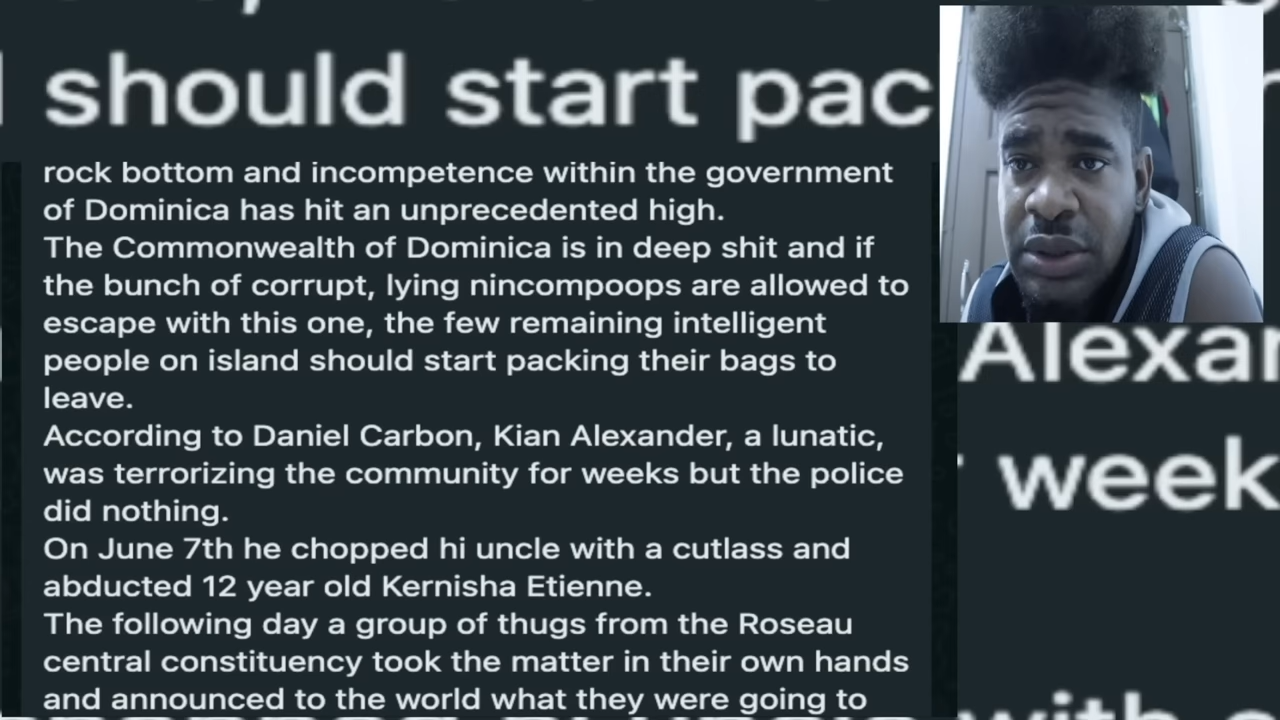 should start pac
rock bottom and incompetence within the government
of Dominica has hit an unprecedented high.
The Commonwealth of Dominica is in deep shit and if
the bunch of corrupt, lying nincompoops are allowed to
escape with this one, the few remaining intelligent
people on island should start packing their bags to
leave.
According to Daniel Carbon, Kian Alexander, a lunatic,
was terrorizing the community for weeks but the police
did nothing.
On June 7th he chopped hi uncle with a cutlass and
abducted 12 year old Kernisha Etienne.
The following day a group of thugs from the Roseau
central constituency took the matter in their own hands
and announced to the world what they were going to
Alexan
week